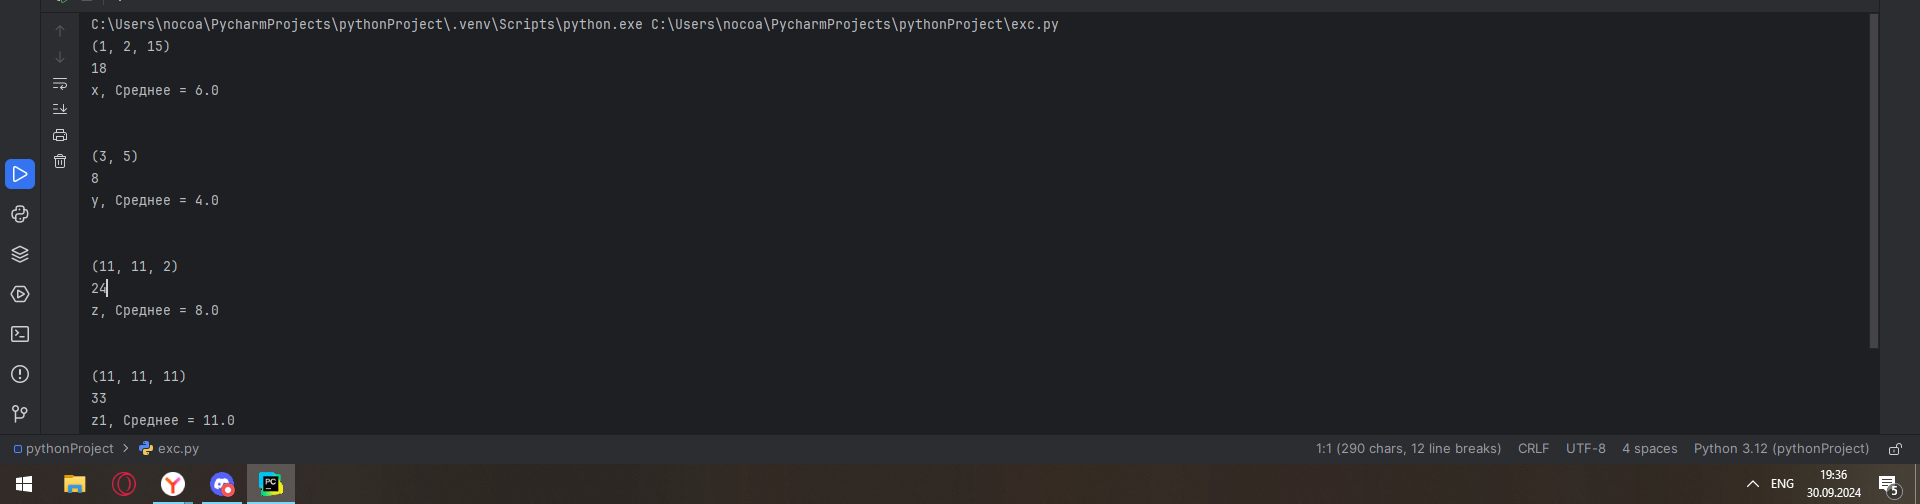 C:\Users\nocoa\PycharmProjects\pythonProject\.venv\Scripts\python.exe C:\Users\nocoa\PycharmProjects\pythonProject\exc.py
(1, 2, 15)
18
x, Среднее = 6.0
(3, 5)
8
y, Среднее = 4.0
(11, 11, 2)
24
z, Среднее = 8.0
(11, 11, 11)
33
z1, Среднее = 11.0
pythonProject > exc.py 1:1 (290 chars, 12 line breaks) CRLF UTF-8 4 spaces Python 3.12 (pythonProject)
PC ENG 19:36
30.09.2024 5